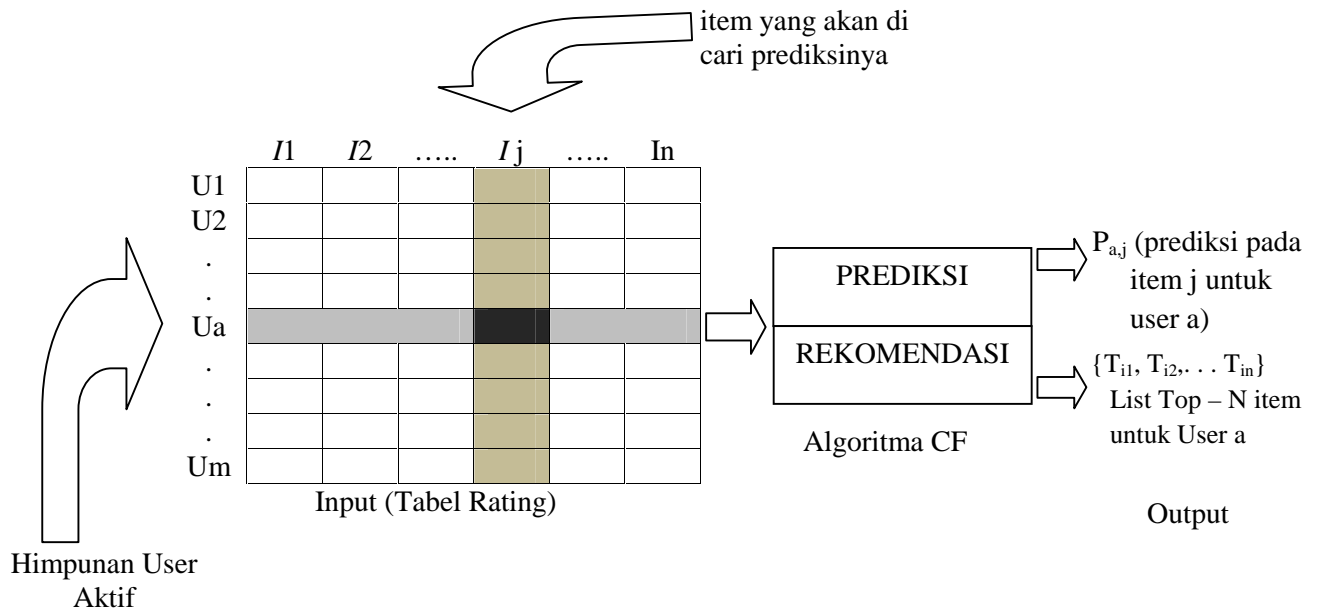 item yang akan di
cari prediksinya
I1 I2 ….. I j ….. In
U1
U2
.
.
Ua
.
.
.
Um
Input (Tabel Rating)
Himpunan User
Aktif
PREDIKSI
REKOMENDASI
Algoritma CF
Pa,j (prediksi pada
item j untuk
user a)
{Ti1, Ti2,. . . Tin}
List Top – N item
untuk User a
Output